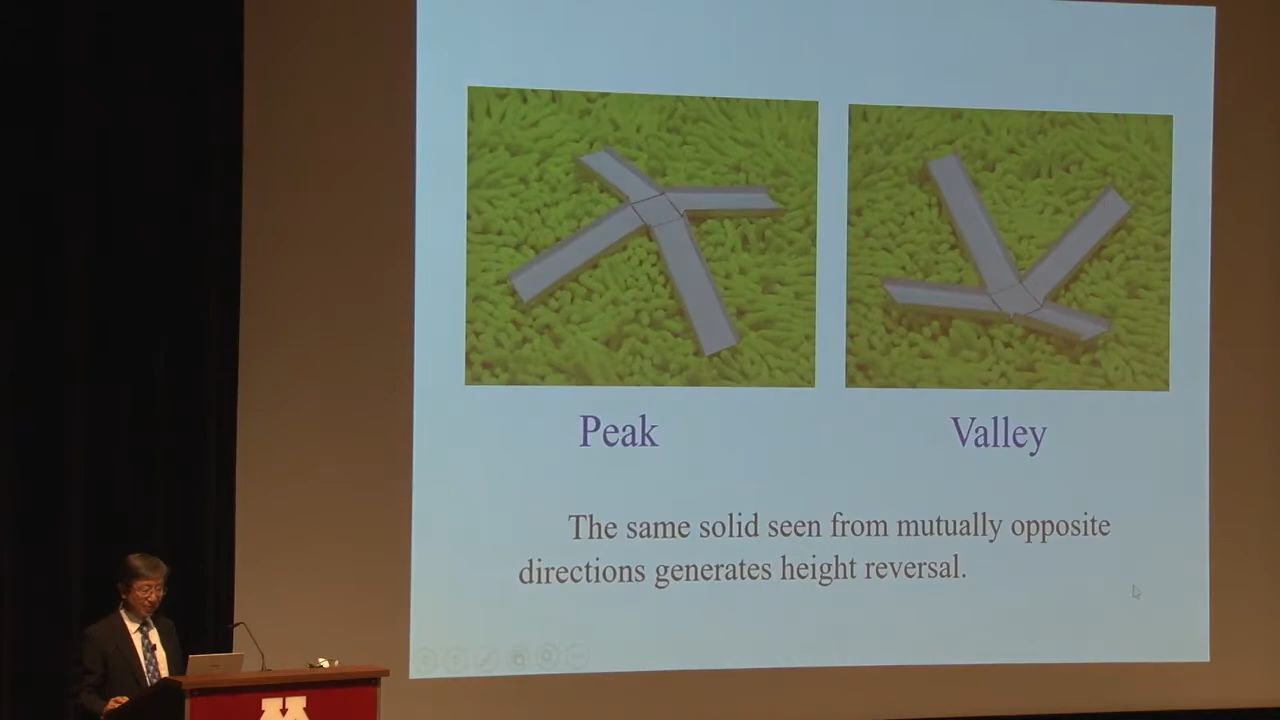 Peak
Valley
The same solid seen from mutually opposite
directions generates height reversal.
M